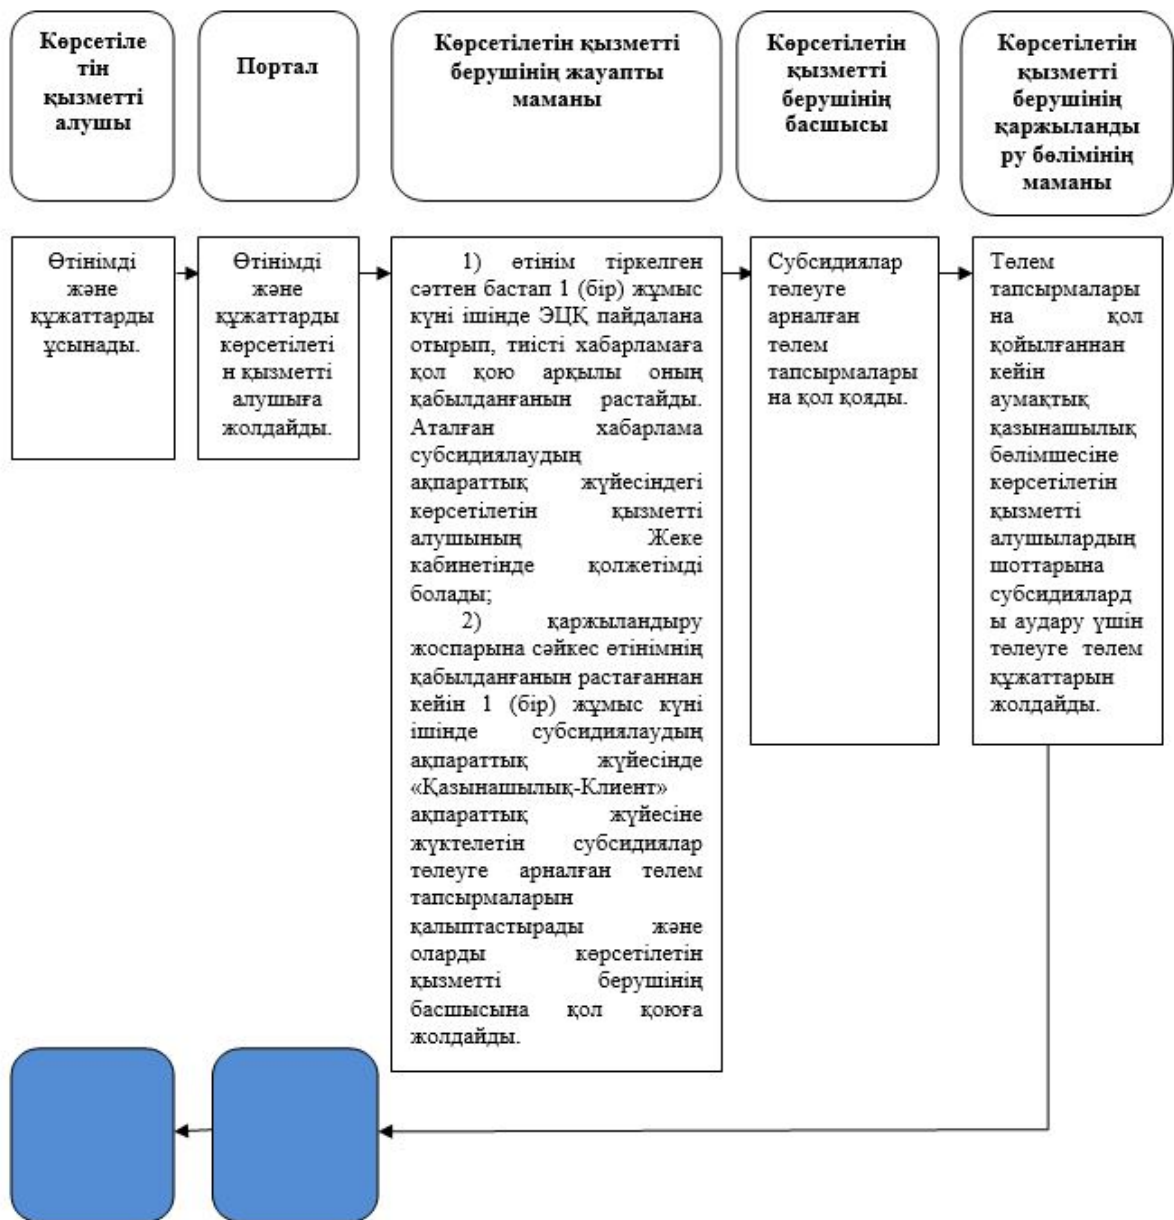 Көрсетіле
тін
қызметті
алушы
Портал
Көрсетілетін қызметті
берушінің жауапты
маманы
Көрсетілетін
қызметті
берушінің
басшысы
Көрсетілетін
қызметті
берушінің
қаржыланды
ру бөлімінің
маманы
Өтінімді
және
құжаттарды
ұсынады.
Өтінімді
және
құжаттарды
көрсетілеті
н қызметті
алушыға
жолдайды.
1) өтінім тіркелген
сәттен бастап 1 (бір) жұмыс
күні ішінде ЭЦҚ пайдалана
отырып, тиісті хабарламаға
қол қою арқылы оның
қабылданғанын растайды.
Аталған хабарлама
субсидиялаудың
ақпараттық жүйесіндегі
көрсетілетін қызметті
алушының Жеке
кабинетінде қолжетімді
болады;
2) қаржыландыру
жоспарына сәйкес өтінімнің
қабылданғанын растағаннан
кейін 1 (бір) жұмыс күні
ішінде субсидиялаудың
ақпараттық жүйесінде
«Қазынашылық-Клиент»
ақпараттық жүйесіне
жүктелетін субсидиялар
төлеуге арналған төлем
тапсырмаларын
қалыптастырады және
оларды көрсетілетін
қызметті берушінің
басшысына қол қоюға
жолдайды.
Субсидиялар
төлеуге
арналған
төлем
тапсырмалары
на қол қояды.
Төлем
тапсырмалары
на қол
қойылғаннан
кейін
аумақтық
қазынашылық
бөлімшесіне
көрсетілетін
қызметті
алушылардың
шоттарына
субсидиялард
ы аудару үшін
төлеуге төлем
құжаттарын
жолдайды.